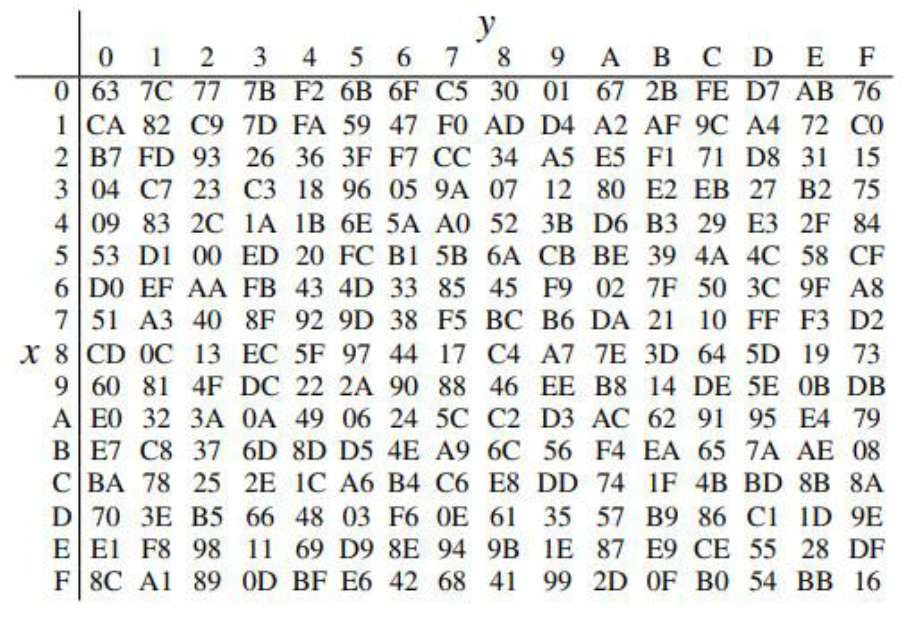 y
0 1 2 3 4 5 6 7 8 9 A B C D E F
0 63 7C 77 7B F2 6B 6F C5 30 01 67 2B FE D7 AB 76
1 CA 82 C9 7D FA 59 47 F0 AD D4 A2 AF 9C A4 72 C0
2 B7 FD 93 26 36 3F F7 CC 34 A5 E5 F1 71 D8 31 15
3 04 C7 23 C3 18 96 05 9A 07 12 80 E2 EB 27 B2 75
4 09 83 2C 1A 1B 6E 5A A0 52 3B D6 B3 29 E3 2F 84
5 53 D1 00 ED 20 FC B1 5B 6A CB BE 39 4A 4C 58 CF
6 D0 EF AA FB 43 4D 33 85 45 F9 02 7F 50 3C 9F A8
7 51 A3 40 8F 92 9D 38 F5 BC B6 DA 21 10 FF F3 D2
x 8 CD 0C 13 EC 5F 97 44 17 C4 A7 7E 3D 64 5D 19 73
9 60 81 4F DC 22 2A 90 88 46 EE B8 14 DE 5E 0B DB
A E0 32 3A 0A 49 06 24 5C C2 D3 AC 62 91 95 E4 79
B E7 C8 37 6D 8D D5 4E A9 6C 56 F4 EA 65 7A AE 08
C BA 78 25 2E 1C A6 B4 C6 E8 DD 74 1F 4B BD 8B 8A
D 70 3E B5 66 48 03 F6 0E 61 35 57 B9 86 C1 1D 9E
E E1 F8 98 11 69 D9 8E 94 9B 1E 87 E9 CE 55 28 DF
F 8C A1 89 0D BF E6 42 68 41 99 2D 0F B0 54 BB 16